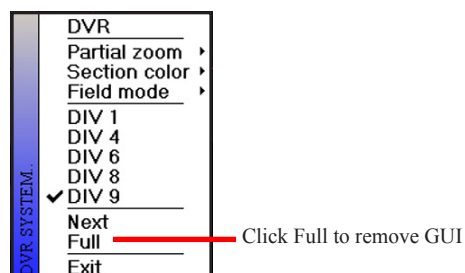 DVR
Partial zoom
Section color
Field mode
DIV 1
DIV 4
DIV 6
DIV 8
DIV 9
Next
Full
Exit
DVR SYSTEM..
Click Full to remove GUI